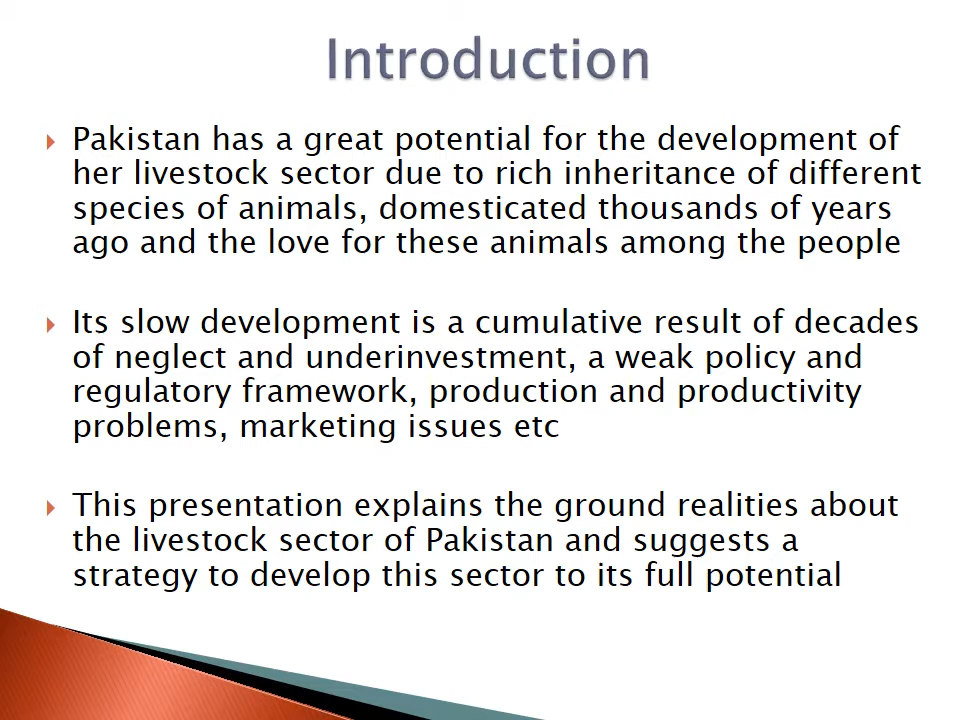 Introduction
Pakistan has a great potential for the development of
her livestock sector due to rich inheritance of different
species of animals, domesticated thousands of years
ago and the love for these animals among the people
Its slow development is a cumulative result of decades
of neglect and underinvestment, a weak policy and
regulatory framework, production and productivity
problems, marketing issues etc
This presentation explains the ground realities about
the livestock sector of Pakistan and suggests a
strategy to develop this sector to its full potential